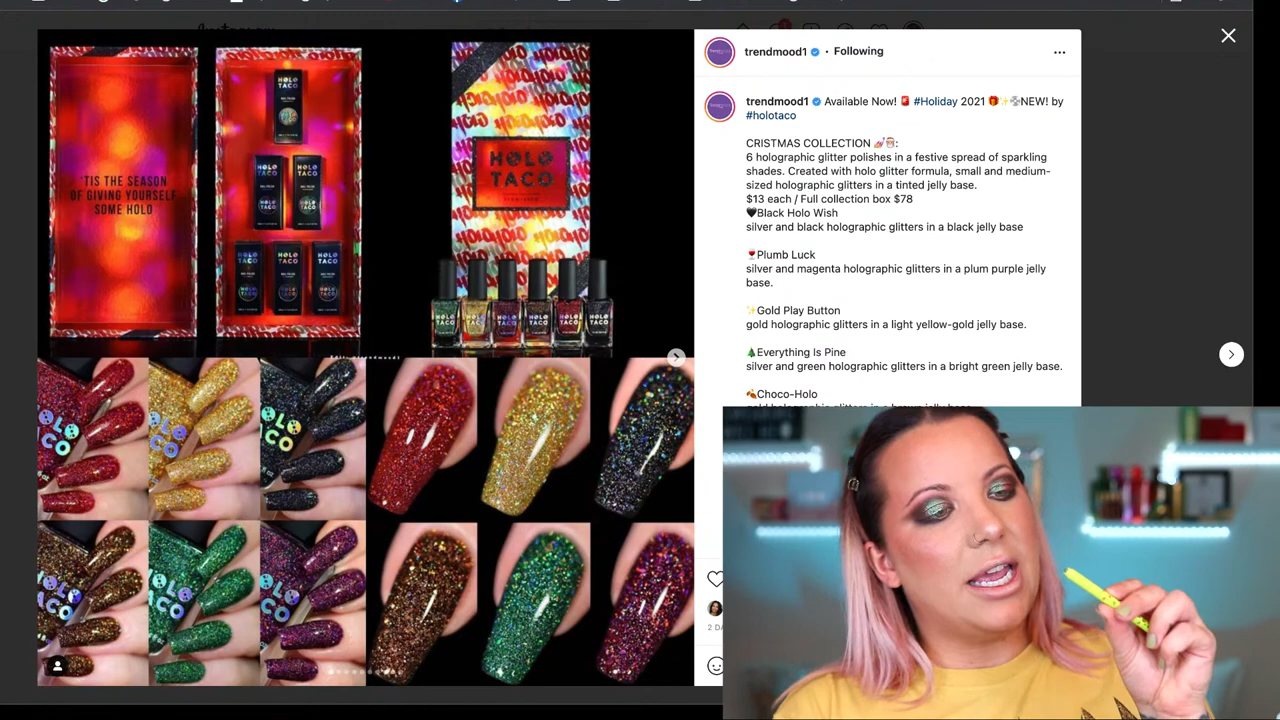 trendmood1 • Following
trendmood1 Available Now! 🧧 #Holiday 2021 🎁✨NEW! by
#holotaco
CRISTMAS COLLECTION 💅🎅:
6 holographic glitter polishes in a festive spread of sparkling
shades. Created with holo glitter formula, small and medium-
sized holographic glitters in a tinted jelly base.
$13 each / Full collection box $78
🖤Black Holo Wish
silver and black holographic glitters in a black jelly base
🍷Plumb Luck
silver and magenta holographic glitters in a plum purple jelly
base.
✨Gold Play Button
gold holographic glitters in a light yellow-gold jelly base.
🌲Everything Is Pine
silver and green holographic glitters in a bright green jelly base.
🍂Choco-Holo
'TIS THE SEASON
OF GIVING YOURSELF
SOME HOLO
HOLO
TACO